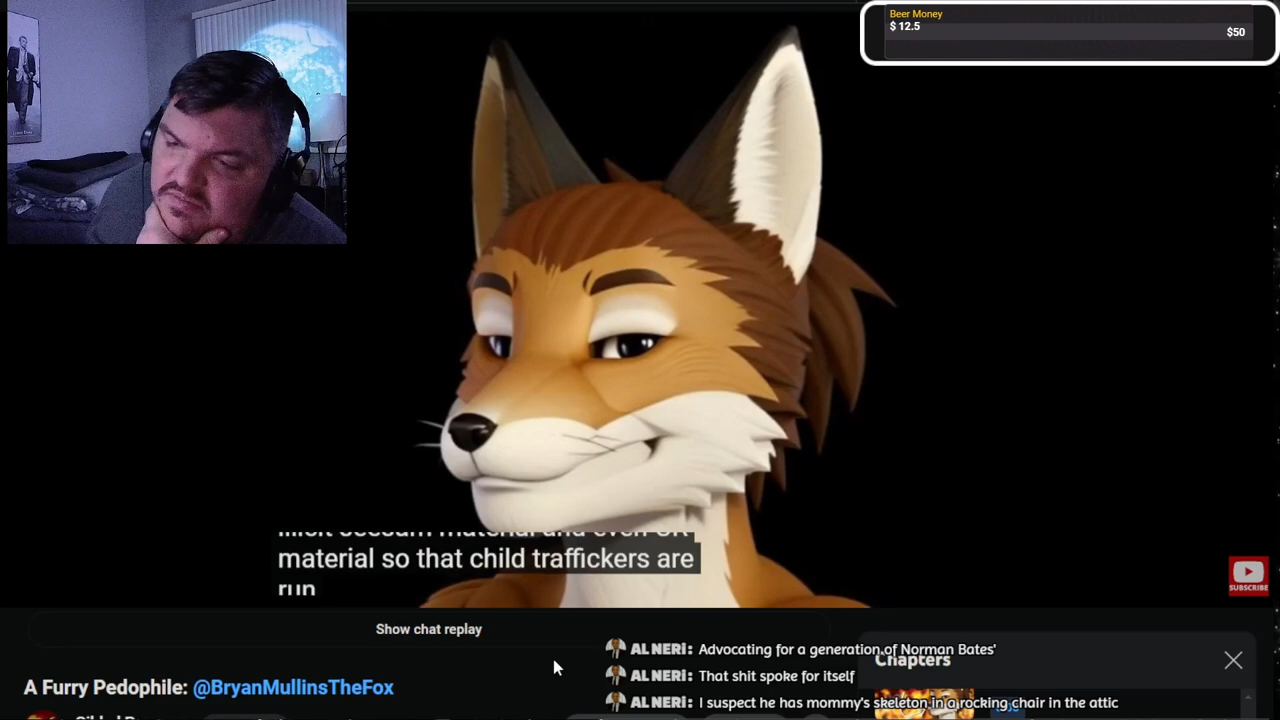 Beer Money
$ 12.5
$50
material so that child traffickers are
run
SUBSCRIBE
Show chat replay
AL NERI: Advocating for a generation of Norman Bates'
Chapters
AL NERI: That shit spoke for itself
A Furry Pedophile: @BryanMullinsTheFox
AL NERI: I suspect he has mommy's skeleton in a rocking chair in the attic